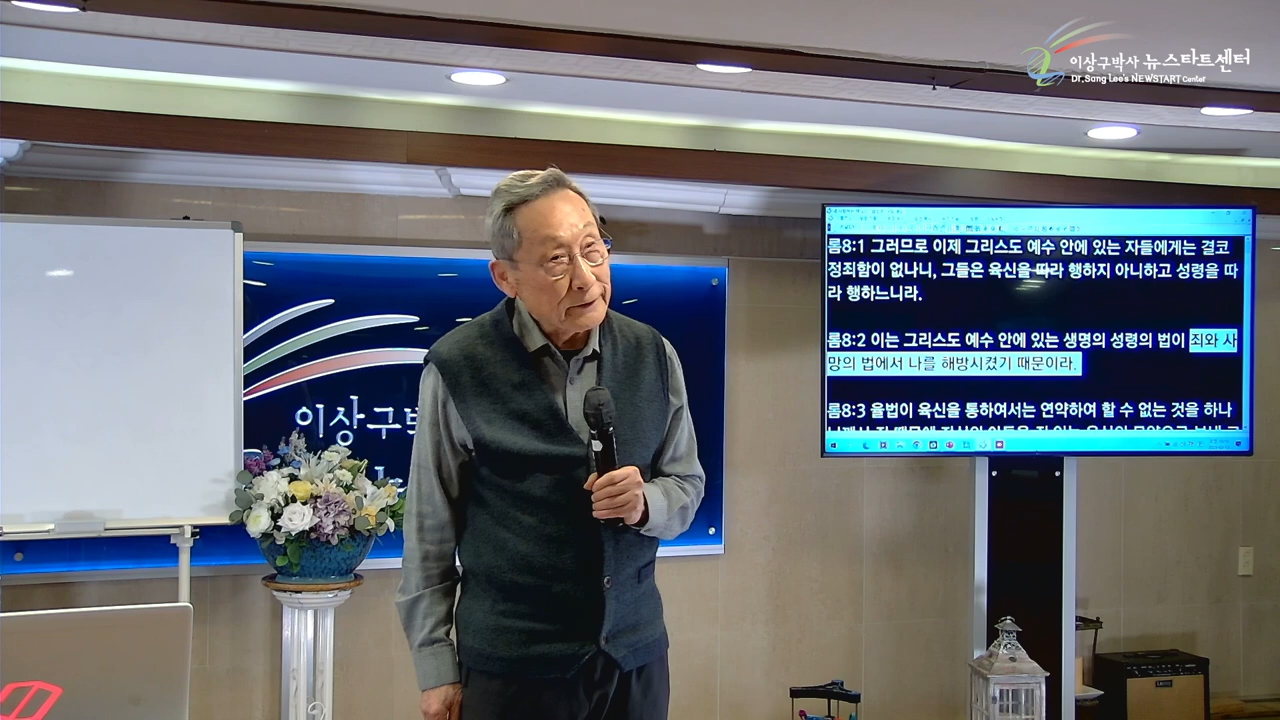 이상구박사 뉴스타트센터
Dr.Sang Lee's NEWSTART Center
롬8:1 그러므로 이제 그리스도 예수 안에 있는 자들에게는 결코
정죄함이 없나니, 그들은 육신을 따라 행하지 아니하고 성령을 따
라 행하느니라.
롬8:2 이는 그리스도 예수 안에 있는 생명의 성령의 법이 죄와 사
망의 법에서 나를 해방시켰기 때문이라.
롬8:3 율법이 육신을 통하여서는 연약하여 할 수 없는 것을 하나
이상구